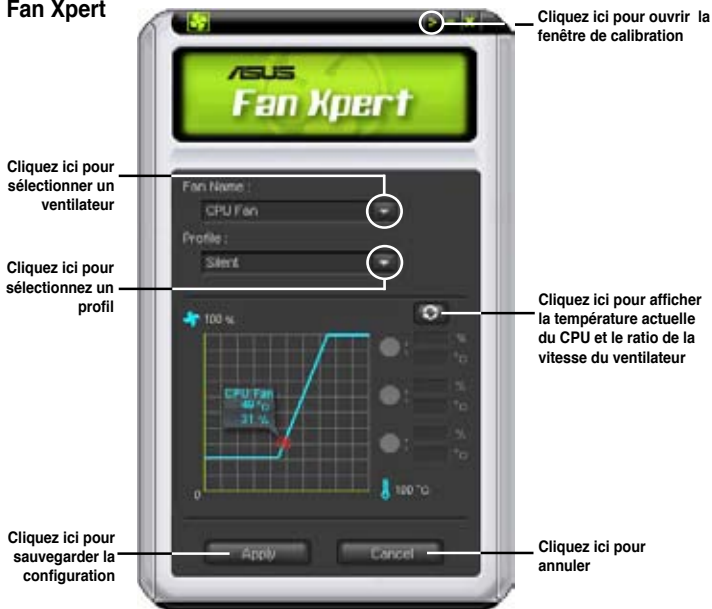 Fan Xpert
Cliquez ici pour ouvrir la
fenêtre de calibration
ASUS
Fan Xpert
Cliquez ici pour
sélectionner un
ventilateur
Fan Name :
CPU Fan
Profile :
Silent
Cliquez ici pour
sélectionnez un
profil
Cliquez ici pour afficher
la température actuelle
du CPU et le ratio de la
vitesse du ventilateur
100 %
%
°C
CPU Fan
49 °C
31 %
%
°C
%
°C
0
100 °C
Cliquez ici pour
sauvegarder la
configuration
Apply
Cancel
Cliquez ici pour
annuler